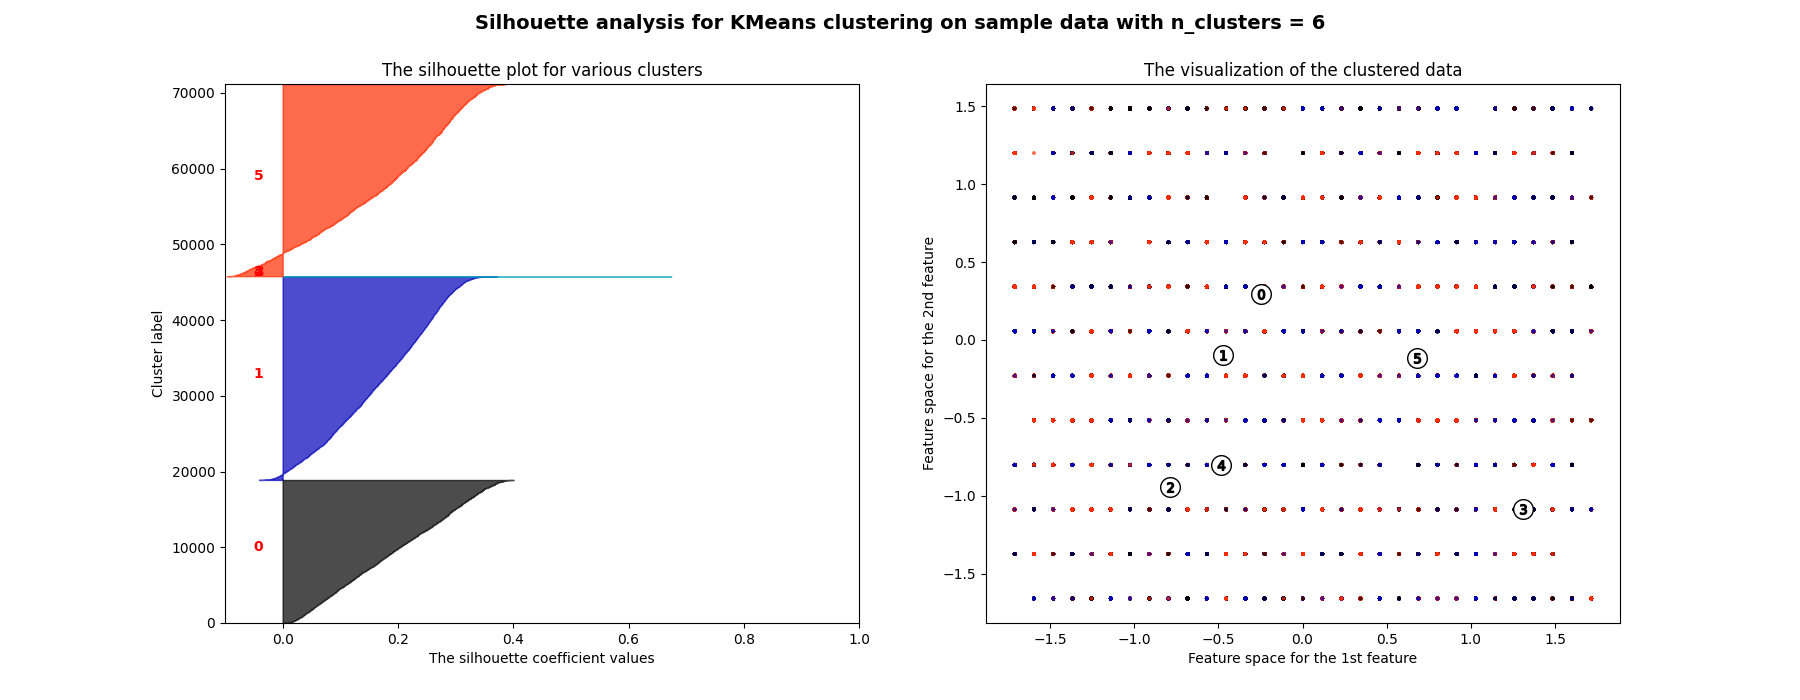 Silhouette analysis for KMeans clustering on sample data with n_clusters = 6
The silhouette plot for various clusters
70000
60000
50000
40000
30000
20000
10000
0
Cluster label
5
1
0
0.0 0.2 0.4 0.6 0.8 1.0
The silhouette coefficient values
The visualization of the clustered data
1.5
1.0
0.5
0.0
−0.5
−1.0
−1.5
Feature space for the 2nd feature
0
1
5
4
2
3
−1.5 −1.0 −0.5 0.0 0.5 1.0 1.5
Feature space for the 1st feature